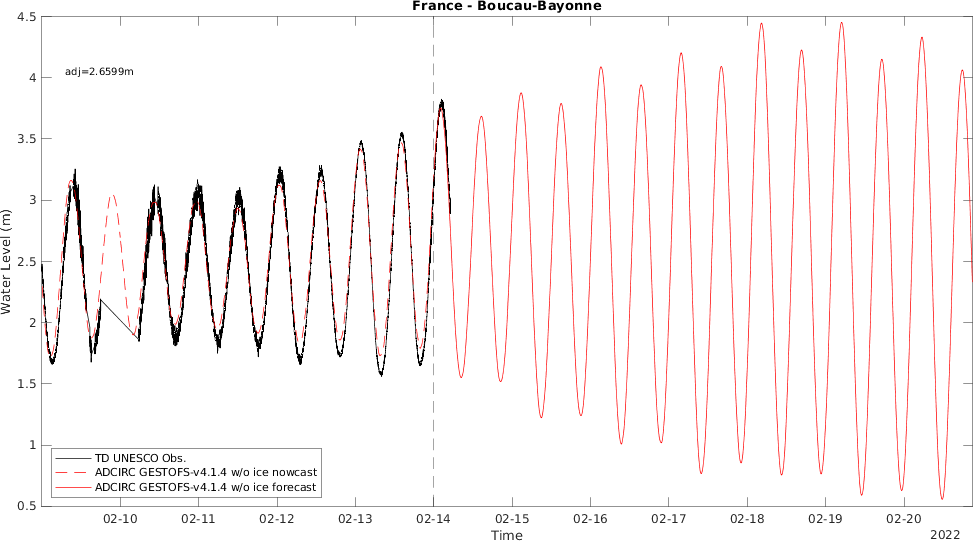 France - Boucau-Bayonne
4.5
4
3.5
3
2.5
2
1.5
1
0.5
Water Level (m)
adj=2.6599m
TD UNESCO Obs.
ADCIRC GESTOFS-v4.1.4 w/o ice nowcast
ADCIRC GESTOFS-v4.1.4 w/o ice forecast
02-10 02-11 02-12 02-13 02-14 02-15 02-16 02-17 02-18 02-19 02-20
Time
2022